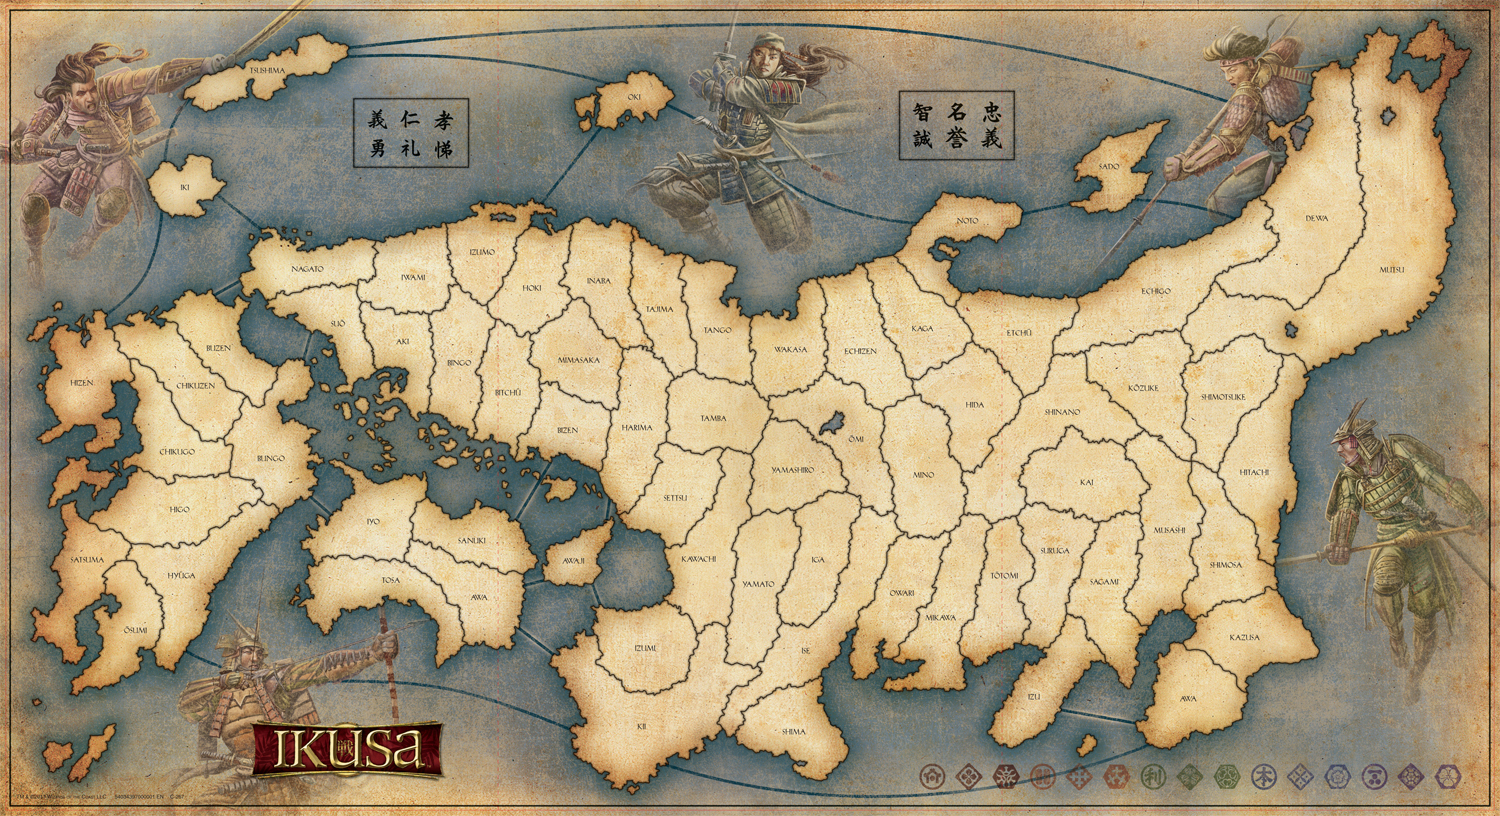 TSUSHIMA
OKI
義 仁 孝
勇 礼 悌
智 名 忠
誠 誉 義
SADO
IKI
NOTO
DEWA
MUTSU
NAGATO
IWAMI
IZUMO
HOKI
INABA
TAJIMA
TANGO
WAKASA
ECHIZEN
KAGA
ETCHŪ
ECHIGO
SUŌ
AKI
BINGO
BITCHŪ
MIMASAKA
BIZEN
HARIMA
TAMBA
ŌMI
MINO
HIDA
SHINANO
KŌZUKE
SHIMOTSUKE
HITACHI
HIZEN
BUZEN
CHIKUZEN
CHIKUGO
BUNGO
HIGO
SATSUMA
HYŪGA
ŌSUMI
IYO
SANUKI
TOSA
AWA
AWAJI
SETTSU
YAMASHIRO
KAWACHI
YAMATO
IGA
OWARI
MIKAWA
TŌTOMI
SURUGA
KAI
SAGAMI
MUSASHI
SHIMOSA
KAZUSA
AWA
IZU
IZUMI
ISE
KII
SHIMA
IKUSA
利
木